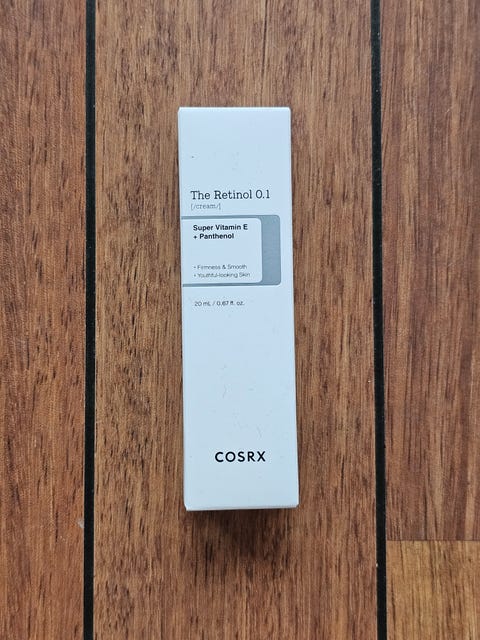 The Retinol 0.1
[/cream/]
Super Vitamin E
+ Panthenol
• Firmness & Smooth
• Youthful-looking Skin
20 mL / 0.67 fl. oz.
COSRX